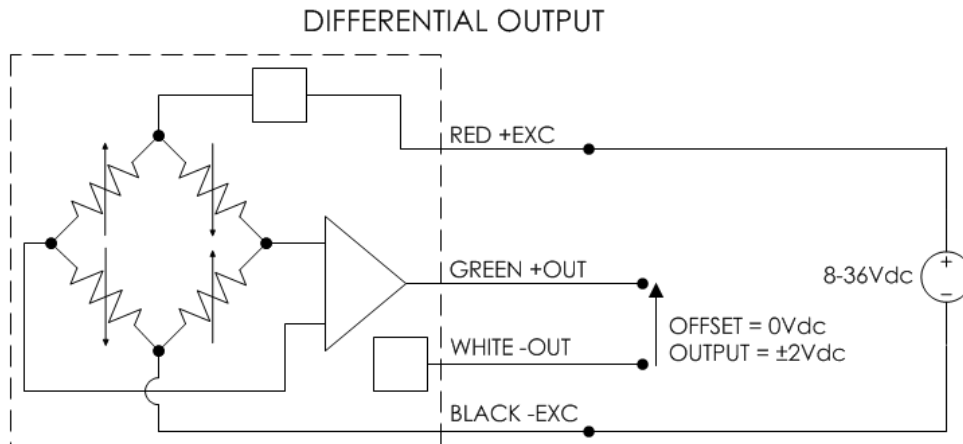 DIFFERENTIAL OUTPUT
RED +EXC
GREEN +OUT
8-36Vdc
+
−
OFFSET = 0Vdc
WHITE -OUT
OUTPUT = ±2Vdc
BLACK -EXC